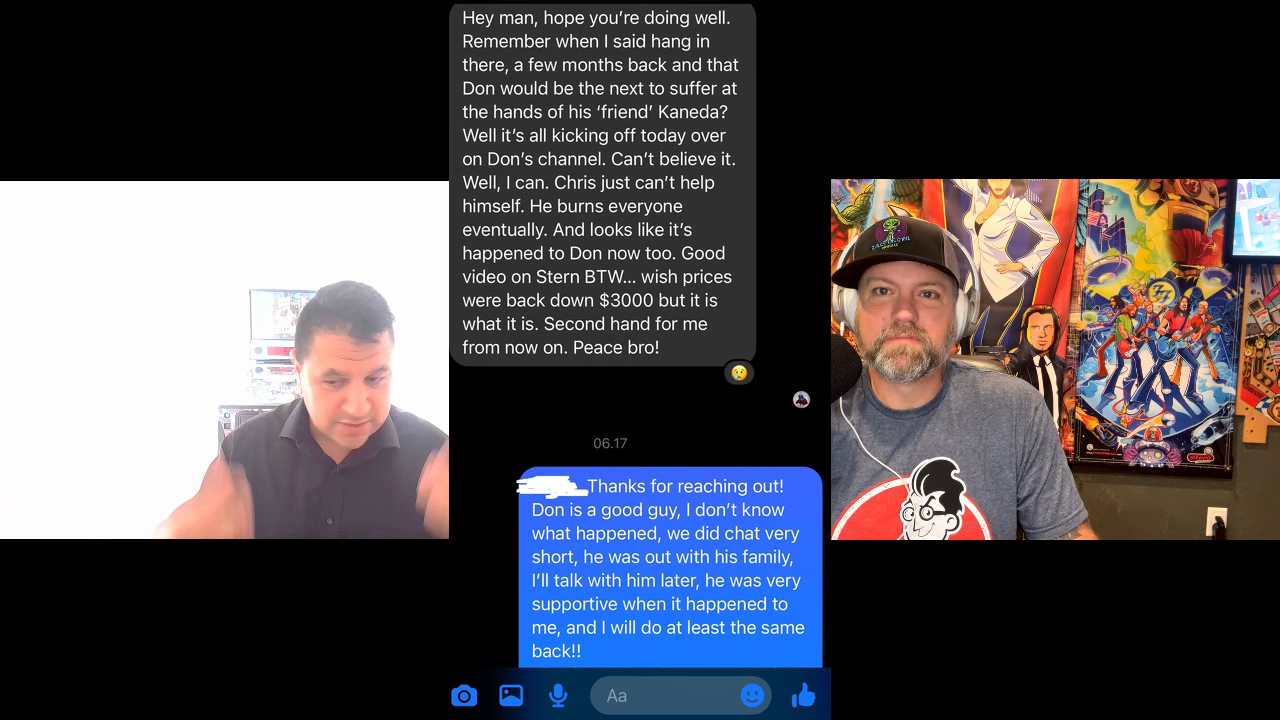 Hey man, hope you’re doing well.
Remember when I said hang in
there, a few months back and that
Don would be the next to suffer at
the hands of his ‘friend’ Kaneda?
Well it’s all kicking off today over
on Don’s channel. Can’t believe it.
Well, I can. Chris just can’t help
himself. He burns everyone
eventually. And looks like it’s
happened to Don now too. Good
video on Stern BTW... wish prices
were back down $3000 but it is
what it is. Second hand for me
from now on. Peace bro!
06.17
Thanks for reaching out!
Don is a good guy, I don’t know
what happened, we did chat very
short, he was out with his family,
I’ll talk with him later, he was very
supportive when it happened to
me, and I will do at least the same
back!!
Aa